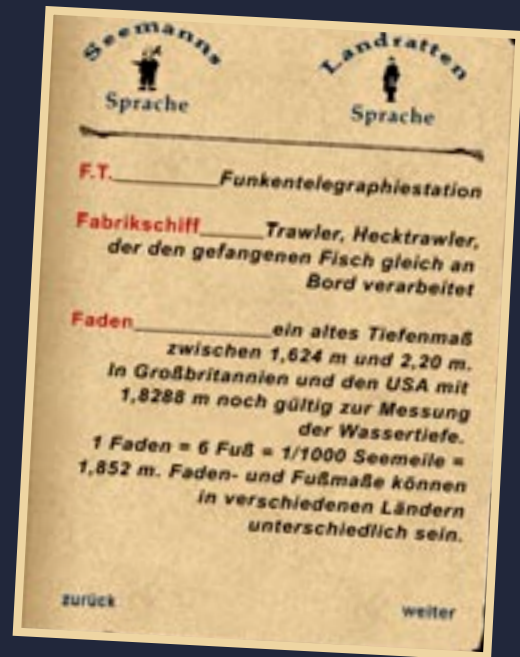 Seemanns Landratten
Sprache Sprache
F.T.__________Funkentelegraphiestation
Fabrikschiff______Trawler, Hecktrawler,
der den gefangenen Fisch gleich an
Bord verarbeitet
Faden_____________ein altes Tiefenmaß
zwischen 1,624 m und 2,20 m.
In Großbritannien und den USA mit
1,8288 m noch gültig zur Messung
der Wassertiefe.
1 Faden = 6 Fuß = 1/1000 Seemeile =
1,852 m. Faden- und Fußmaße können
in verschiedenen Ländern
unterschiedlich sein.
zurück weiter